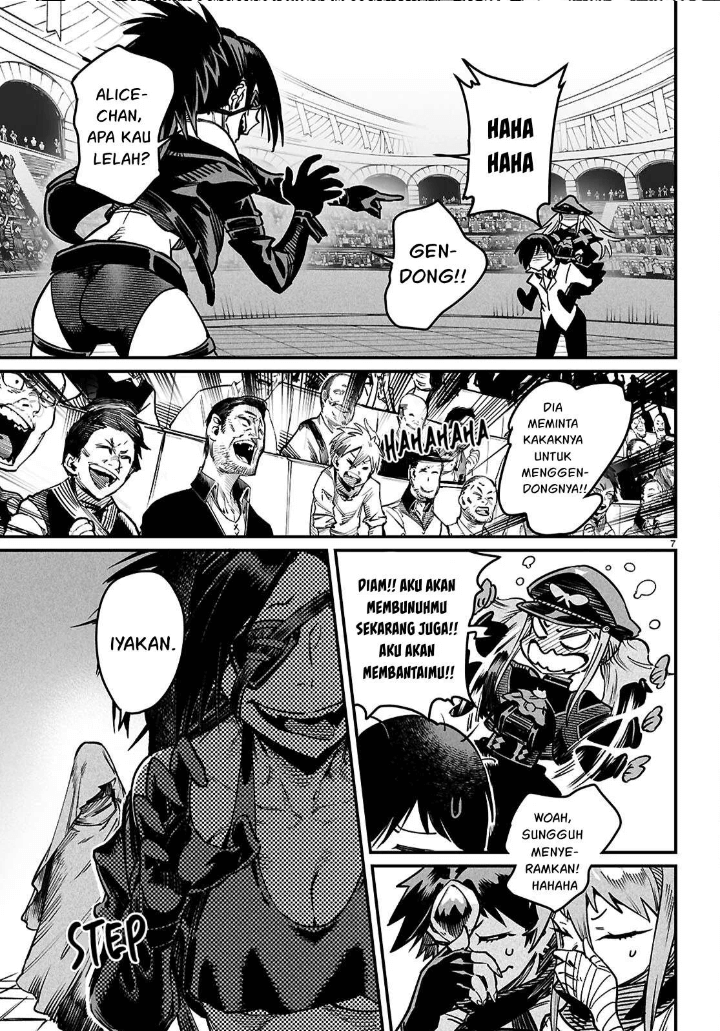 HAHA
HAHA
ALICE-
CHAN,
APA KAU
LELAH?
GEN-
DONG!!
DIA
MEMINTA
KAKAKNYA
UNTUK
MENGGEN-
DONGNYA!!
HAHAHAHA
7
DIAM!! AKU AKAN
MEMBUNUHMU
SEKARANG JUGA!!
AKU AKAN
MEMBANTAIMU!!
WOAH,
SUNGGUH
MENYE-
RAMKAN!
HAHAHA
IYAKAN.
STEP